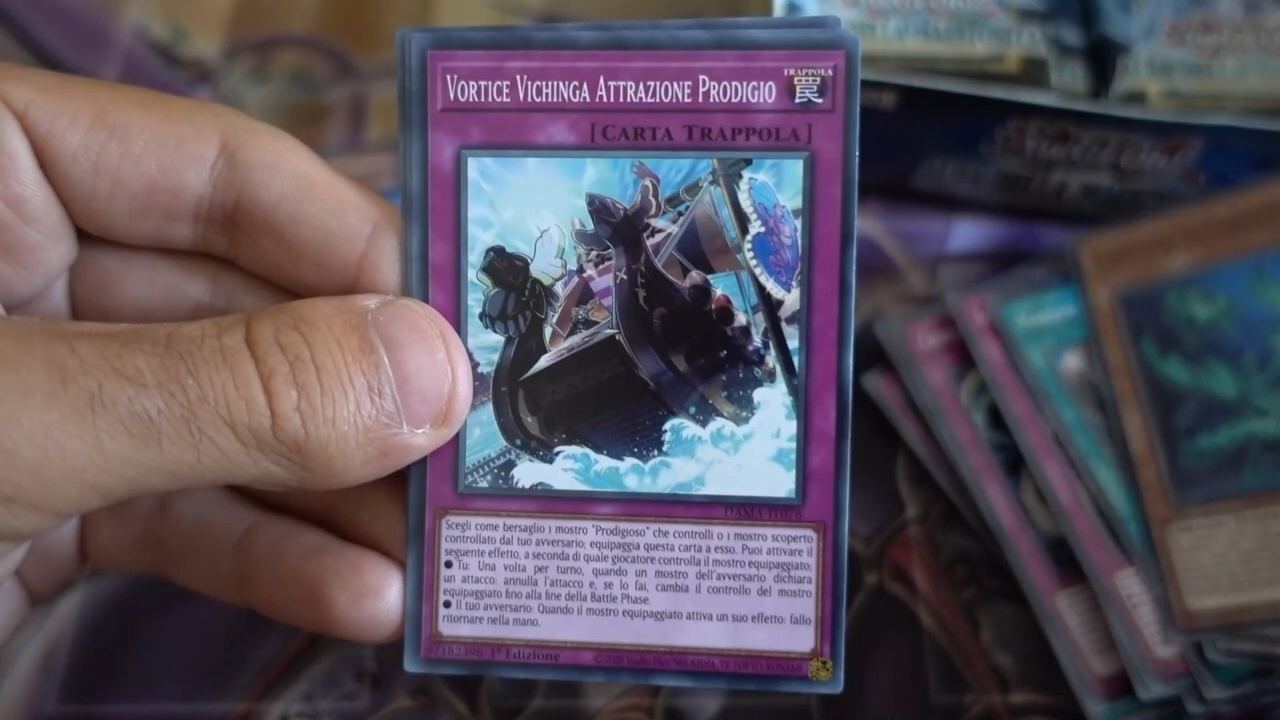 VORTICE VICHINGA ATTRAZIONE PRODIGIO
TRAPPOLA
罠
[CARTA TRAPPOLA]
DAMA-IT076
Scegli come bersaglio 1 mostro "Prodigioso" che controlli o 1 mostro scoperto
controllato dal tuo avversario; equipaggia questa carta a esso. Puoi attivare il
seguente effetto, a seconda di quale giocatore controlla il mostro equipaggiato;
● Tu: Una volta per turno, quando un mostro dell'avversario dichiara
un attacco: annulla l'attacco e, se lo fai, cambia il controllo del mostro
equipaggiato fino alla fine della Battle Phase.
● Il tuo avversario: Quando il mostro equipaggiato attiva un suo effetto: fallo
ritornare nella mano.
97182396 1ª Edizione